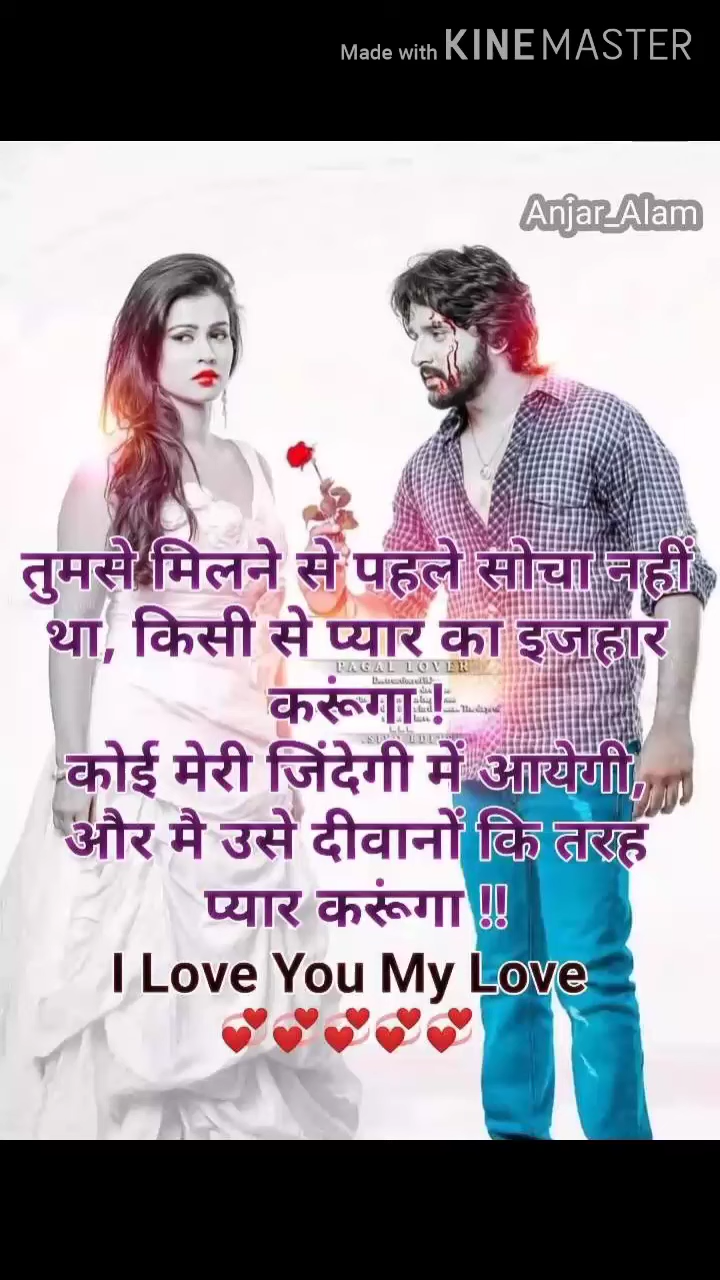 Made with KINEMASTER
Anjar_Alam
तुमसे मिलने से पहले सोचा नहीं
था, किसी से प्यार का इजहार
PAGAL LOVER
करूंगा !
कोई मेरी जिंदेगी में आयेगी,
और मै उसे दीवानों कि तरह
प्यार करूंगा !!
I Love You My Love